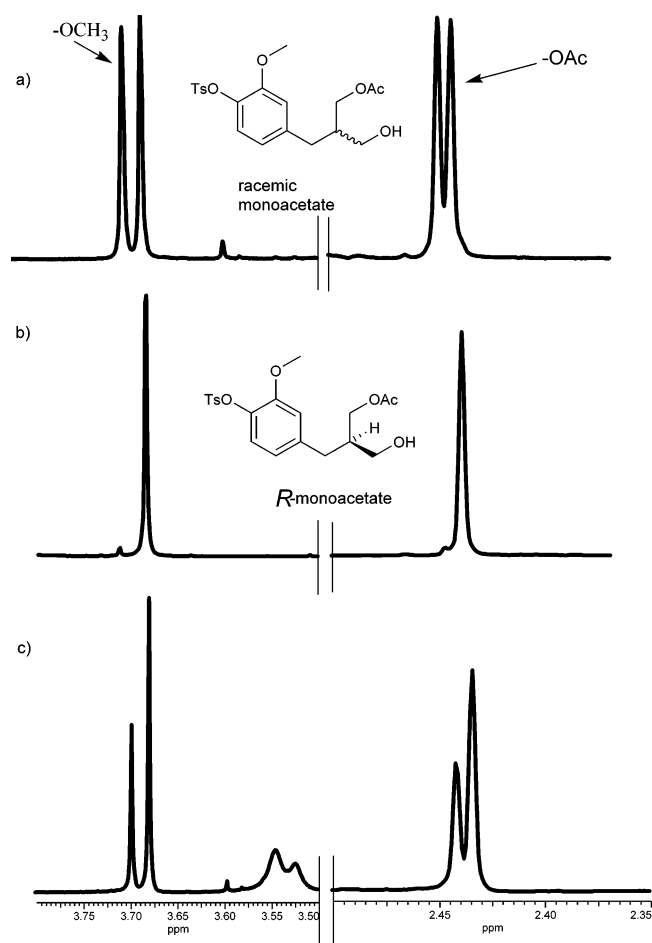 -OCH3
a)
O
TsO
OAc
OH
-OAc
racemic
monoacetate
b)
O
TsO
OAc
H
OH
R-monoacetate
c)
3.75 3.70 3.65 3.60 3.55 3.50 2.45 2.40 2.35
ppm ppm